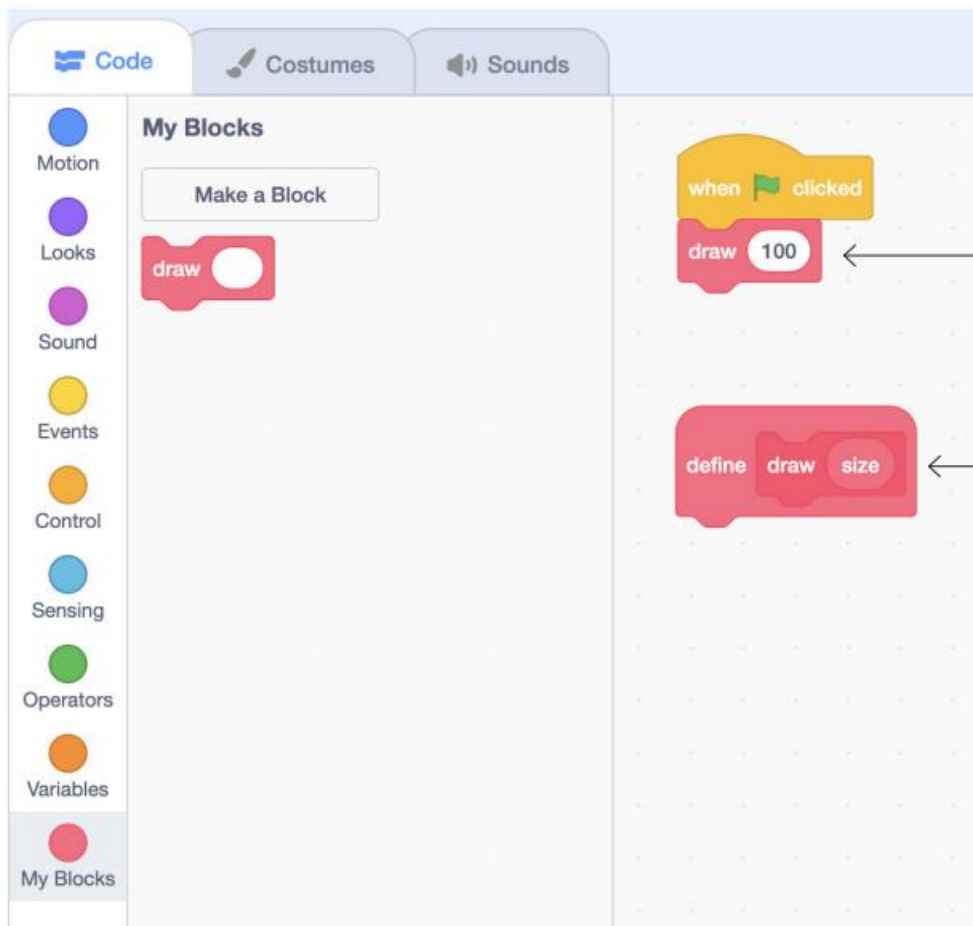 Code
Costumes
Sounds
Motion
Looks
Sound
Events
Control
Sensing
Operators
Variables
My Blocks
My Blocks
Make a Block
draw
when clicked
draw 100
define draw size